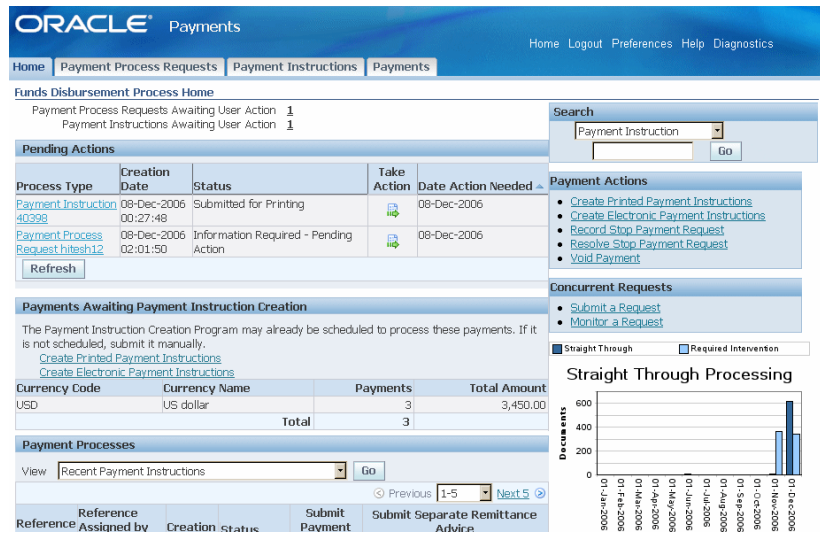 ORACLE® Payments
Home Logout Preferences Help Diagnostics
Home Payment Process Requests Payment Instructions Payments
Funds Disbursement Process Home
Payment Process Requests Awaiting User Action 1
Payment Instructions Awaiting User Action 1
Pending Actions
Process Type Creation Date Status Take Action Date Action Needed
Payment Instruction 40398 08-Dec-2006 00:27:48 Submitted for Printing 08-Dec-2006
Payment Process Request hitesh12 08-Dec-2006 02:01:50 Information Required - Pending Action 08-Dec-2006
Refresh
Payments Awaiting Payment Instruction Creation
The Payment Instruction Creation Program may already be scheduled to process these payments. If it
is not scheduled, submit it manually.
Create Printed Payment Instructions
Create Electronic Payment Instructions
Currency Code Currency Name Payments Total Amount
USD US dollar 3 3,450.00
Total 3
Payment Processes
View Recent Payment Instructions Go
Previous 1-5 Next 5
Reference Reference Assigned by Creation Status Submit Payment Submit Separate Remittance Advice
Search
Payment Instruction
Go
Payment Actions
Create Printed Payment Instructions
Create Electronic Payment Instructions
Record Stop Payment Request
Resolve Stop Payment Request
Void Payment
Concurrent Requests
Submit a Request
Monitor a Request
Straight Through Required Intervention
Straight Through Processing
Documents
600
400
200
0
01-Jan-2006
01-Feb-2006
01-Mar-2006
01-Apr-2006
01-May-2006
01-Jun-2006
01-Jul-2006
01-Aug-2006
01-Sep-2006
01-Oct-2006
01-Nov-2006
01-Dec-2006